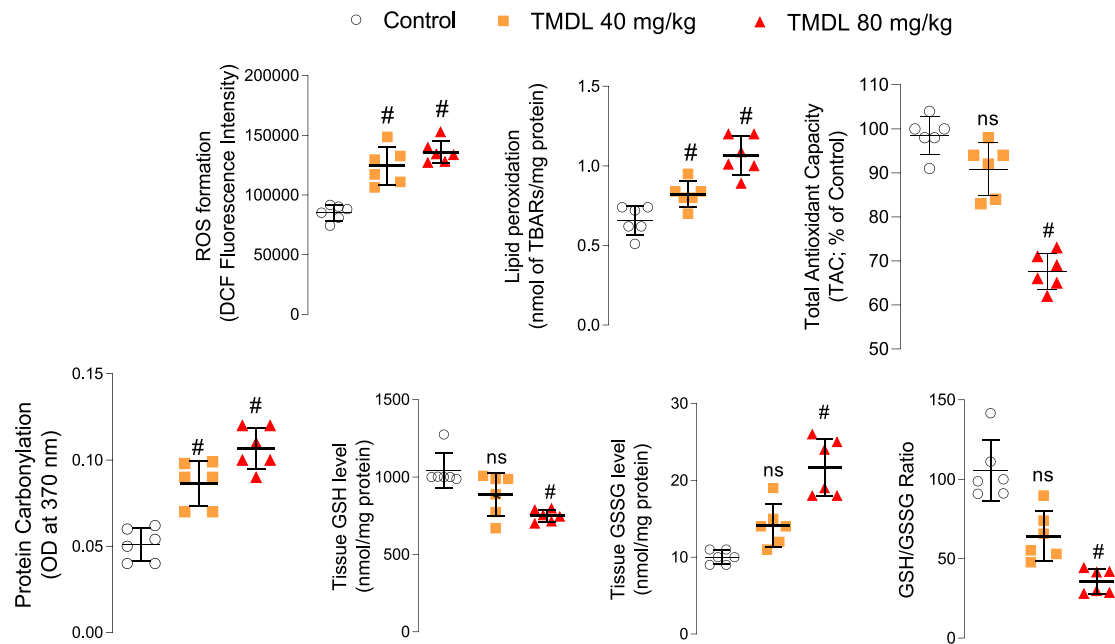 Control TMDL 40 mg/kg TMDL 80 mg/kg
ROS formation
(DCF Fluorescence Intensity)
200000
150000
100000
50000
0
# #
Lipid peroxidation
(nmol of TBARs/mg protein)
1.5
1.0
0.5
0.0
# #
Total Antioxidant Capacity
(TAC; % of Control)
110
100
90
80
70
60
50
ns #
Protein Carbonylation
(OD at 370 nm)
0.15
0.10
0.05
0.00
# #
Tissue GSH level
(nmol/mg protein)
1500
1000
500
0
ns #
Tissue GSSG level
(nmol/mg protein)
30
20
10
0
ns #
GSH/GSSG Ratio
150
100
50
0
ns #